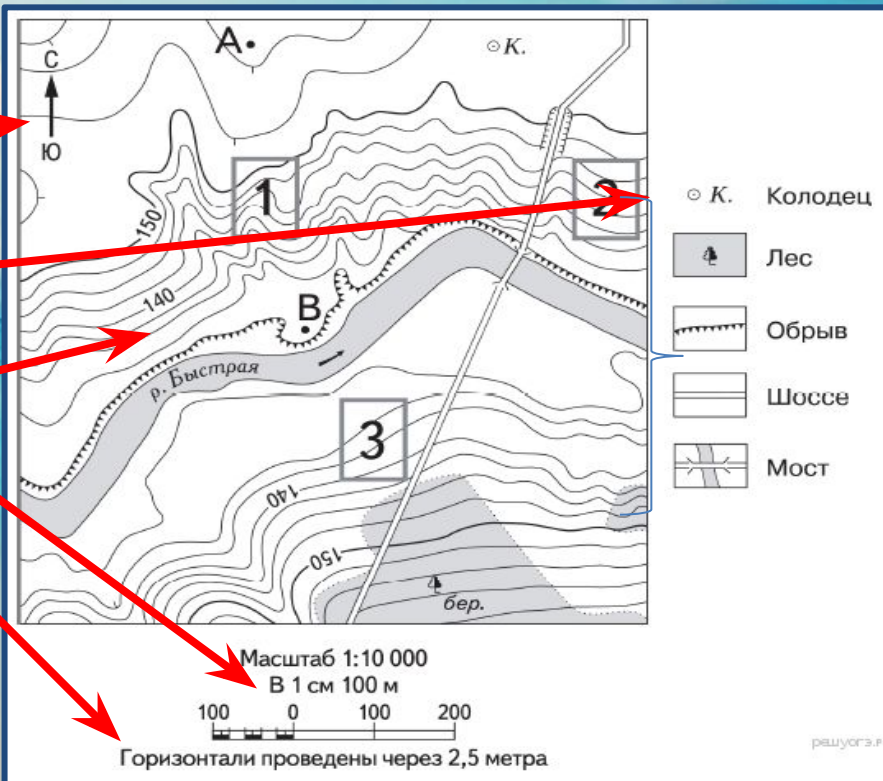 А
К.
С
Ю
1
2
150
140
В
р. Быстрая
3
140
150
бер.
К. Колодец
Лес
Обрыв
Шоссе
Мост
Масштаб 1:10 000
В 1 см 100 м
100 0 100 200
Горизонтали проведены через 2,5 метра